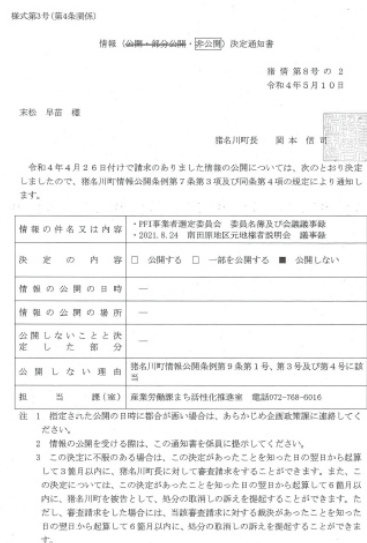 様式第3号(第4条関係)
情報(公開・部分公開・非公開)決定通知書
猪情第8号の2
令和4年5月10日
末松 早苗 様
猪名川町長 岡本信司
令和4年4月26日付けで請求のありました情報の公開については、次のとおり決定
しましたので、猪名川町情報公開条例第7条第3項及び同条第4項の規定により通知し
ます。
情報の件名又は内容
・PFI事業者選定委員会 委員名簿及び会議議事録
・2021.8.24 南田原地区元地権者説明会 議事録
決定の内容 □ 公開する □ 一部を公開する ■ 公開しない
情報の公開の日時 ―
情報の公開の場所 ―
公開しないことと決
定した部分 ―
公開しない理由 猪名川町情報公開条例第9条第1号、第3号及び第4号に該
当
担当課(室) 産業労働課まち活性化推進室 電話072-768-6016
注 1 指定された公開の日時に都合が悪い場合は、あらかじめ企画政策課に連絡してく
ださい。
2 情報の公開を受ける際は、この通知書を係員に提示してください。
3 この決定に不服のある場合は、この決定があったことを知った日の翌日から起算
して3箇月以内に、猪名川町長に対して審査請求をすることができます。また、こ
の決定については、この決定があったことを知った日の翌日から起算して6箇月以
内に、猪名川町を被告として、処分の取消しの訴えを提起することができます。た
だし、審査請求をした場合には、当該審査請求に対する裁決があったことを知った
日の翌日から起算して6箇月以内に、処分の取消しの訴えを提起することができま
す。